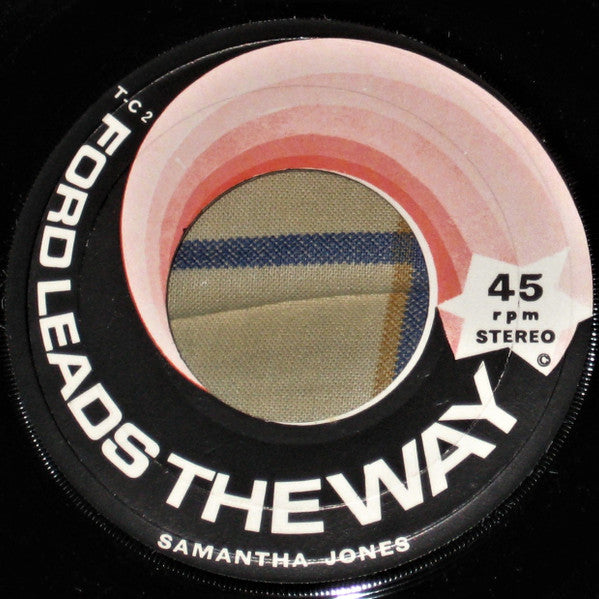 T-C 2
FORD LEADS THE WAY
45
rpm
STEREO
©
SAMANTHA JONES